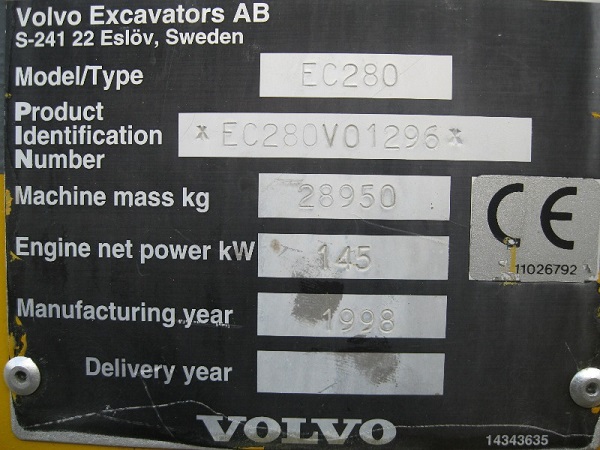 Volvo Excavators AB
S-241 22 Eslöv, Sweden
Model/Type EC280
Product
Identification *EC280V01296*
Number
Machine mass kg 28950
CE
Engine net power kW 145
11026792
Manufacturing year 1998
Delivery year
VOLVO
14343635